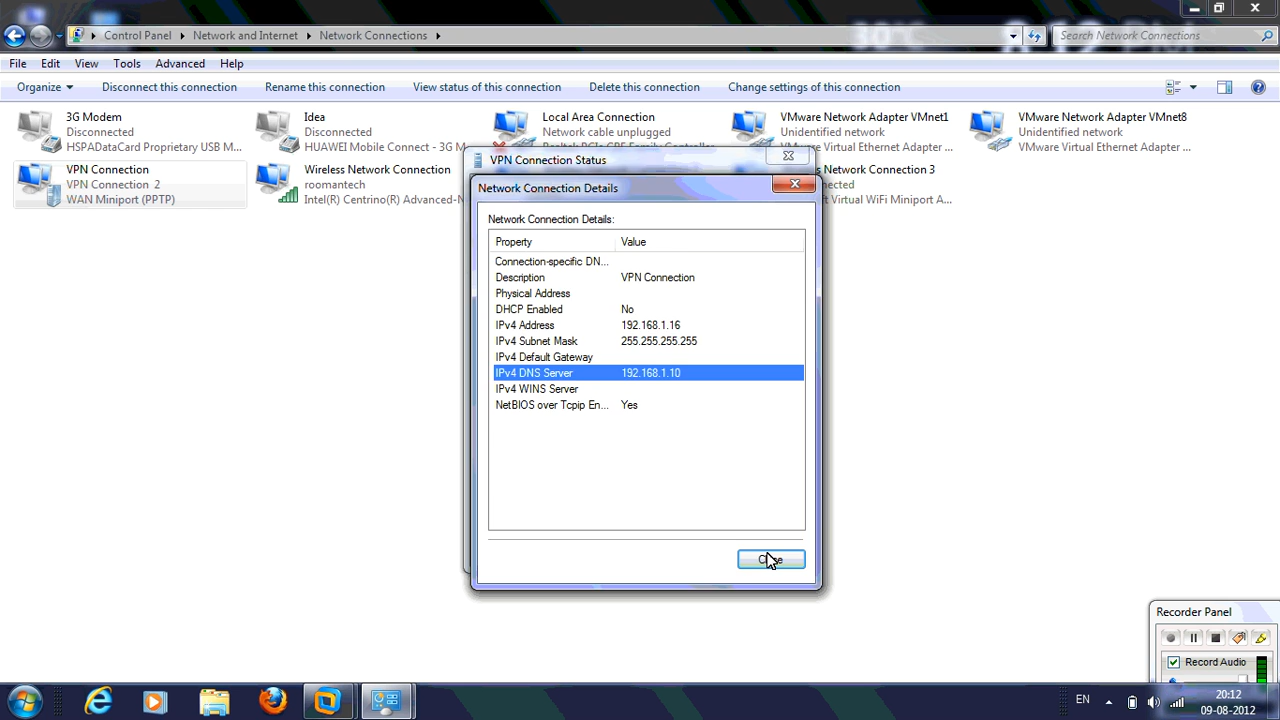 Control Panel
Network and Internet
Network Connections
Search Network Connections
File Edit View Tools Advanced Help
Organize
Disconnect this connection
Rename this connection
View status of this connection
Delete this connection
Change settings of this connection
3G Modem
Disconnected
HSPADataCard Proprietary USB M...
Idea
Disconnected
HUAWEI Mobile Connect - 3G M
Local Area Connection
Network cable unplugged
VMware Network Adapter VMnet1
Unidentified network
VMware Virtual Ethernet Adapter ...
VMware Network Adapter VMnet8
Unidentified network
VMware Virtual Ethernet Adapter ...
VPN Connection
VPN Connection 2
WAN Miniport (PPTP)
Wireless Network Connection
roomantech
Intel(R) Centrino(R) Advanced-N
s Network Connection 3
nected
ft Virtual WiFi Miniport A...
VPN Connection Status
Network Connection Details
Network Connection Details:
Property Value
Connection-specific DN...
Description VPN Connection
Physical Address
DHCP Enabled No
IPv4 Address 192.168.1.16
IPv4 Subnet Mask 255.255.255.255
IPv4 Default Gateway
IPv4 DNS Server 192.168.1.10
IPv4 WINS Server
NetBIOS over Tcpip En... Yes
Recorder Panel
Record Audio
EN
20:12
09-08-2012